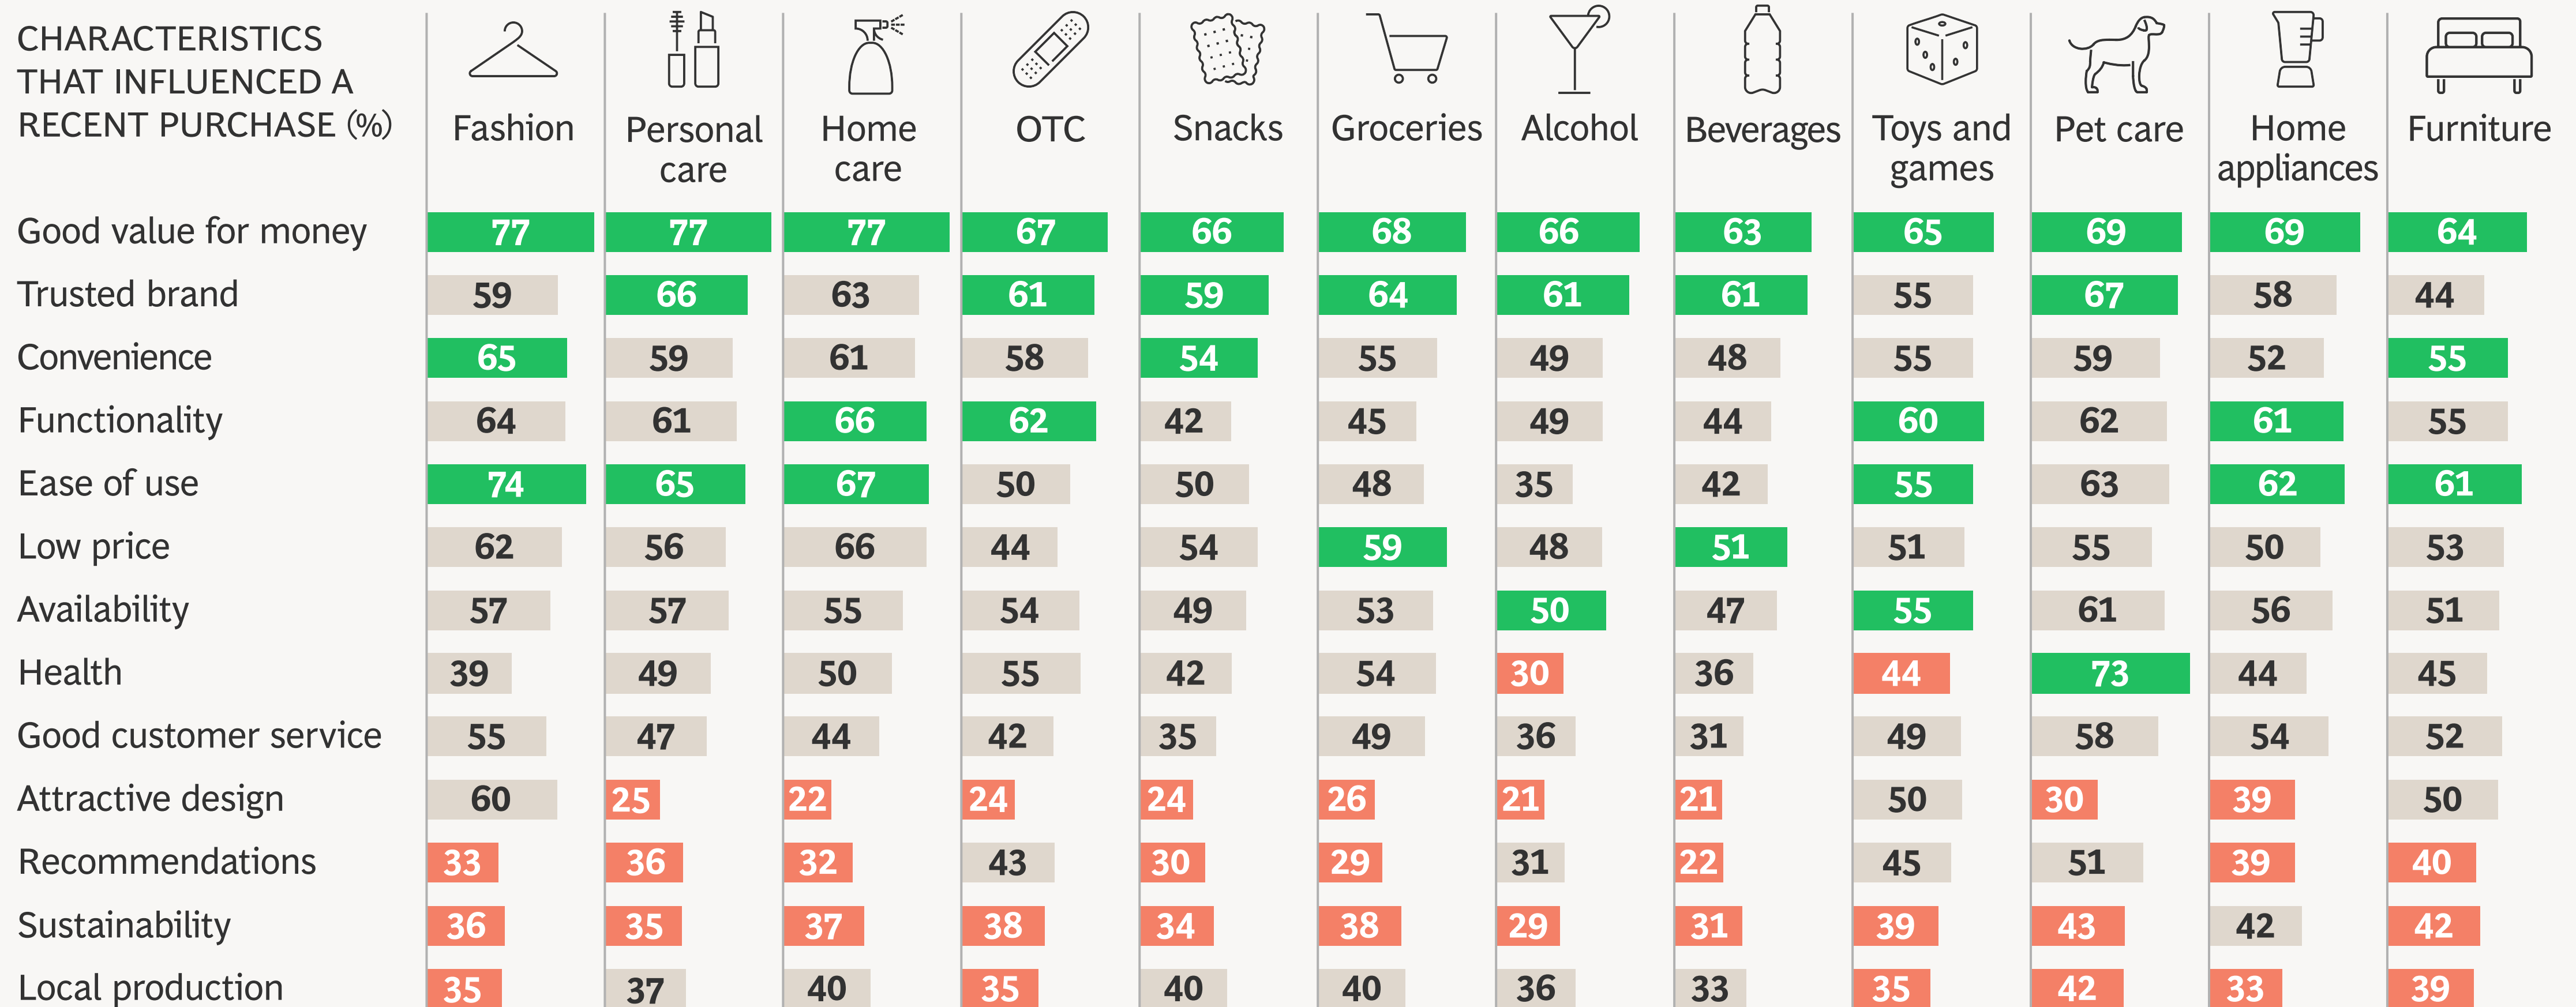 CHARACTERISTICS
THAT INFLUENCED A
RECENT PURCHASE (%)
Fashion
Personal
care
Home
care
OTC
Snacks
Groceries
Alcohol
Beverages
Toys and
games
Pet care
Home
appliances
Furniture
Good value for money 77 77 77 67 66 68 66 63 65 69 69 64
Trusted brand 59 66 63 61 59 64 61 61 55 67 58 44
Convenience 65 59 61 58 54 55 49 48 55 59 52 55
Functionality 64 61 66 62 42 45 49 44 60 62 61 55
Ease of use 74 65 67 50 50 48 35 42 55 63 62 61
Low price 62 56 66 44 54 59 48 51 51 55 50 53
Availability 57 57 55 54 49 53 50 47 55 61 56 51
Health 39 49 50 55 42 54 30 36 44 73 44 45
Good customer service 55 47 44 42 35 49 36 31 49 58 54 52
Attractive design 60 25 22 24 24 26 21 21 50 30 39 50
Recommendations 33 36 32 43 30 29 31 22 45 51 39 40
Sustainability 36 35 37 38 34 38 29 31 39 43 42 42
Local production 35 37 40 35 40 40 36 33 35 42 33 39